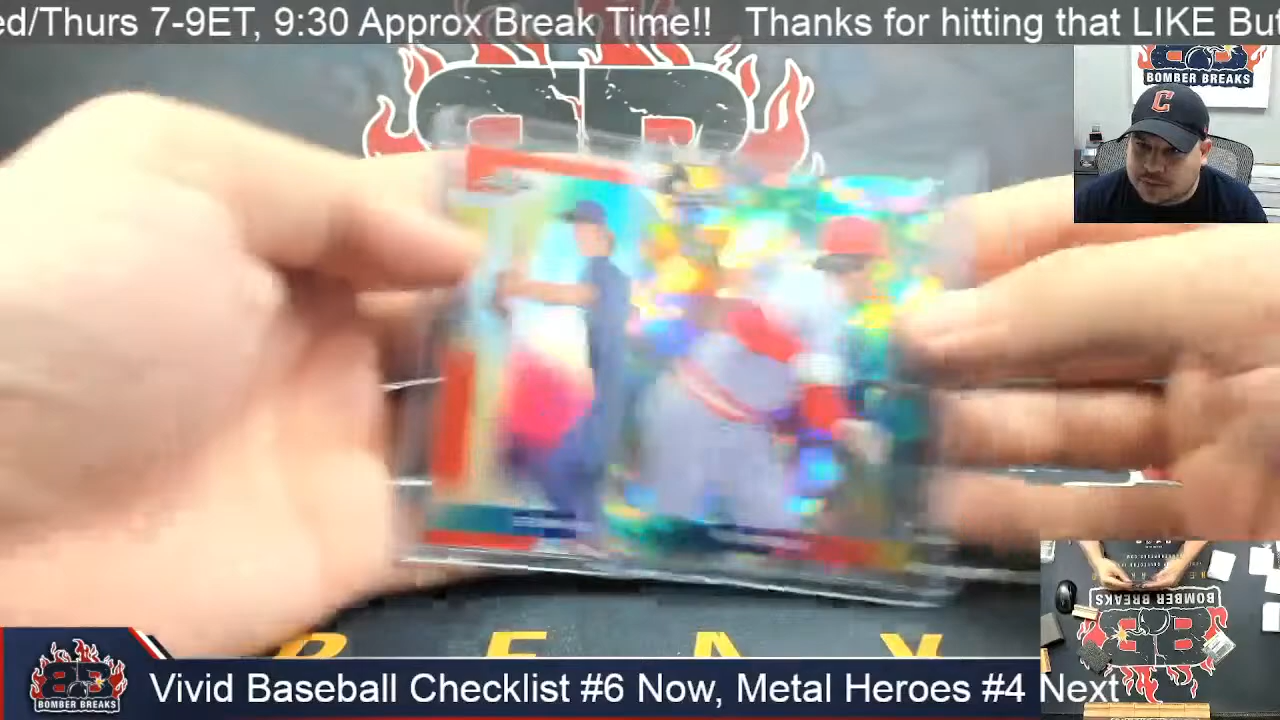 ed/Thurs 7-9ET, 9:30 Approx Break Time!! Thanks for hitting that LIKE But
BOMBER BREAKS
C
BOMBER BREAKS
BOMBER BREAKS
Vivid Baseball Checklist #6 Now, Metal Heroes #4 Next